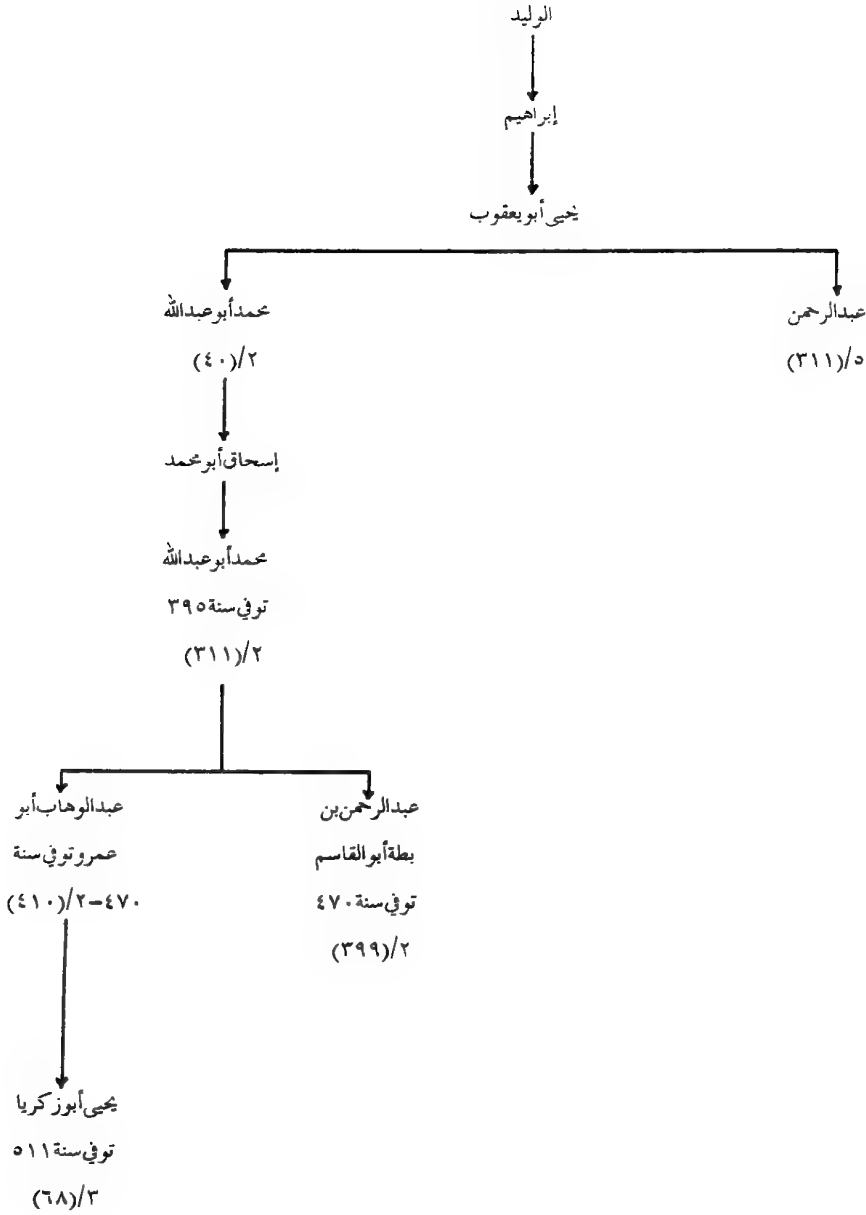 الوليد
إبراهيم
يحيى أبو يعقوب
عبدالرحمن
٥/(٣١١)
محمد أبو عبدالله
٢/(٤٠)
إسحاق أبو محمد
محمد أبو عبدالله
توفي سنة ٣٩٥
٢/(٣١١)
عبدالرحمن بن
بطة أبو القاسم
توفي سنة ٤٧٠
٢/(٣٩٩)
عبدالوهاب أبو
عمرو توفي سنة
٤٧٠-٢/(٤١٠)
يحيى أبو زكريا
توفي سنة ٥١١
٣/(٦٨)